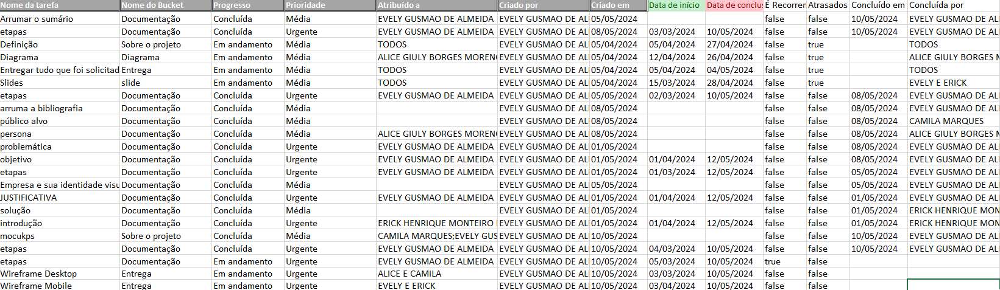 Nome da tarefa Nome do Bucket Progresso Prioridade Atribuído a Criado por Criado em Data de início Data de conclus É Recorren Atrasados Concluído em Concluída por
Arrumar o sumário Documentação Concluída Média EVELY GUSMAO DE ALMEIDA EVELY GUSMAO DE AL 05/05/2024 false false 10/05/2024 EVELY GUSMAO DE AL
etapas Documentação Concluída Urgente EVELY GUSMAO DE ALMEIDA EVELY GUSMAO DE AL 08/05/2024 03/03/2024 10/05/2024 false false 10/05/2024 EVELY GUSMAO DE AL
Definição Sobre o projeto Em andamento Média TODOS EVELY GUSMAO DE AL 05/04/2024 05/04/2024 27/04/2024 false true TODOS
Diagrama Diagrama Em andamento Média ALICE GIULY BORGES MOREN EVELY GUSMAO DE AL 05/04/2024 12/04/2024 26/04/2024 false true ALICE GIULY BORGES M
Entregar tudo que foi solicitad Entrega Em andamento Média TODOS EVELY GUSMAO DE AL 05/04/2024 05/04/2024 04/05/2024 false true TODOS
Slides slide Em andamento Média TODOS EVELY GUSMAO DE AL 05/04/2024 15/03/2024 28/04/2024 false true EVELY E ERICK
etapas Documentação Concluída Urgente EVELY GUSMAO DE ALMEIDA EVELY GUSMAO DE AL 05/05/2024 02/03/2024 10/05/2024 false false 08/05/2024 EVELY GUSMAO DE AL
arruma a bibliografia Documentação Concluída Média EVELY GUSMAO DE AL 08/05/2024 false false 08/05/2024 EVELY GUSMAO DE AL
público alvo Documentação Concluída Média EVELY GUSMAO DE AL 08/05/2024 false false 08/05/2024 CAMILA MARQUES
persona Documentação Concluída Média ALICE GIULY BORGES MOREN EVELY GUSMAO DE AL 08/05/2024 false false 08/05/2024 ALICE GIULY BORGES M
problemática Documentação Concluída Urgente EVELY GUSMAO DE ALMEIDA EVELY GUSMAO DE AL 01/05/2024 false false 08/05/2024 EVELY GUSMAO DE AL
objetivo Documentação Concluída Urgente EVELY GUSMAO DE ALMEIDA EVELY GUSMAO DE AL 01/05/2024 01/04/2024 12/05/2024 false false 08/05/2024 EVELY GUSMAO DE AL
etapas Documentação Concluída Urgente EVELY GUSMAO DE ALMEIDA EVELY GUSMAO DE AL 01/05/2024 01/03/2024 12/05/2024 false false 05/05/2024 EVELY GUSMAO DE AL
Empresa e sua identidade visu Documentação Concluída Média EVELY GUSMAO DE AL 05/05/2024 false false 05/05/2024 EVELY GUSMAO DE AL
JUSTIFICATIVA Documentação Concluída Urgente EVELY GUSMAO DE ALMEIDA EVELY GUSMAO DE AL 01/05/2024 01/04/2024 12/05/2024 false false 01/05/2024 EVELY GUSMAO DE AL
solução Documentação Concluída Média EVELY GUSMAO DE AL 01/05/2024 false false 01/05/2024 ERICK HENRIQUE MON
introdução Documentação Concluída Urgente ERICK HENRIQUE MONTEIRO EVELY GUSMAO DE AL 01/05/2024 01/04/2024 12/05/2024 false false 01/05/2024 ERICK HENRIQUE MON
mocukps Sobre o projeto Concluída Média CAMILA MARQUES;EVELY GUS EVELY GUSMAO DE AL 10/05/2024 false false 10/05/2024 EVELY GUSMAO DE AL
etapas Documentação Concluída Urgente EVELY GUSMAO DE ALMEIDA EVELY GUSMAO DE AL 10/05/2024 04/03/2024 10/05/2024 false false 10/05/2024 EVELY GUSMAO DE AL
etapas Documentação Em andamento Urgente EVELY GUSMAO DE ALMEIDA EVELY GUSMAO DE AL 10/05/2024 05/03/2024 10/05/2024 true false
Wireframe Desktop Entrega Em andamento Urgente ALICE E CAMILA EVELY GUSMAO DE AL 10/05/2024 03/03/2024 10/05/2024 false false
Wireframe Mobile Entrega Em andamento Urgente EVELY E ERICK EVELY GUSMAO DE AL 10/05/2024 03/04/2024 10/05/2024 false false